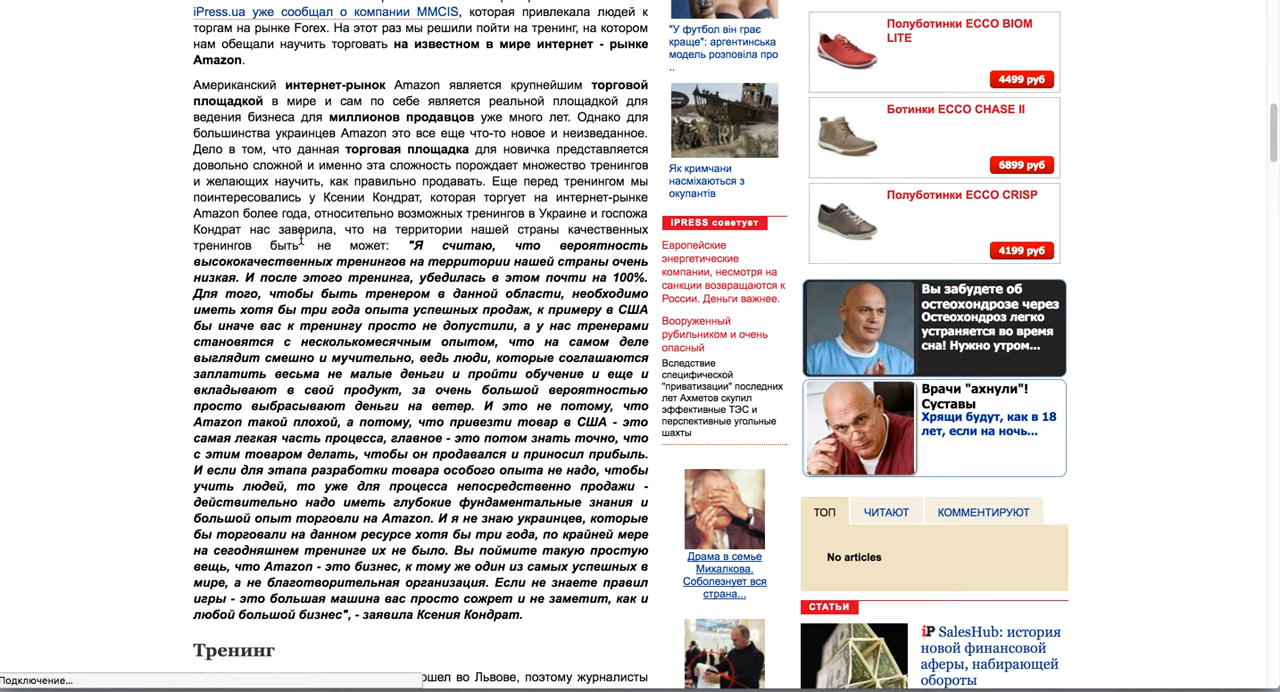 iPress.ua уже сообщал о компании MMCIS, которая привлекала людей к
торгам на рынке Forex. На этот раз мы решили пойти на тренинг, на котором
нам обещали научить торговать на известном в мире интернет - рынке
Amazon.
Американский интернет-рынок Amazon является крупнейшим торговой
площадкой в мире и сам по себе является реальной площадкой для
ведения бизнеса для миллионов продавцов уже много лет. Однако для
большинства украинцев Amazon это все еще что-то новое и неизведанное.
Дело в том, что данная торговая площадка для новичка представляется
довольно сложной и именно эта сложность порождает множество тренингов
и желающих научить, как правильно продавать. Еще перед тренингом мы
поинтересовались у Ксении Кондрат, которая торгует на интернет-рынке
Amazon более года, относительно возможных тренингов в Украине и госпожа
Кондрат нас заверила, что на территории нашей страны качественных
тренингов быть не может: "Я считаю, что вероятность
высококачественных тренингов на территории нашей страны очень
низкая. И после этого тренинга, убедилась в этом почти на 100%.
Для того, чтобы быть тренером в данной области, необходимо
иметь хотя бы три года опыта успешных продаж, к примеру в США
бы иначе вас к тренингу просто не допустили, а у нас тренерами
становятся с несколькомесячным опытом, что на самом деле
выглядит смешно и мучительно, ведь люди, которые соглашаются
заплатить весьма не малые деньги и пройти обучение и еще и
вкладывают в свой продукт, за очень большой вероятностью
просто выбрасывают деньги на ветер. И это не потому, что
Amazon такой плохой, а потому, что привезти товар в США - это
самая легкая часть процесса, главное - это потом знать точно, что
с этим товаром делать, чтобы он продавался и приносил прибыль.
И если для этапа разработки товара особого опыта не надо, чтобы
учить людей, то уже для процесса непосредственно продажи -
действительно надо иметь глубокие фундаментальные знания и
большой опыт торговли на Amazon. И я не знаю украинцев, которые
бы торговали на данном ресурсе хотя бы три года, по крайней мере
на сегодняшнем тренинге их не было. Вы поймите такую простую
вещь, что Amazon - это бизнес, к тому же один из самых успешных в
мире, а не благотворительная организация. Если не знаете правил
игры - это большая машина вас просто сожрет и не заметит, как и
любой большой бизнес", - заявила Ксения Кондрат.
Тренинг
ошел во Львове, поэтому журналисты
Подключение...
"У футбол він грає
краще": аргентинська
модель розповіла про
..
Як кримчани
насміхаються з
окупантів
iPRESS советует
Европейские
энергетические
компании, несмотря на
санкции возвращаются к
России. Деньги важнее.
Вооруженный
рубильником и очень
опасный
Вследствие
специфической
"приватизации" последних
лет Ахметов скупил
эффективные ТЭС и
перспективные угольные
шахты
Драма в семье
Михалкова.
Соболезнует вся
страна...
Полуботинки ECCO BIOM
LITE
4499 руб
Ботинки ECCO CHASE II
6899 руб
Полуботинки ECCO CRISP
4199 руб
Вы забудете об
остеохондрозе через
Остеохондроз легко
устраняется во время
сна! Нужно утром...
Врачи "ахнули"!
Суставы
Хрящи будут, как в 18
лет, если на ночь...
ТОП
ЧИТАЮТ
КОММЕНТИРУЮТ
No articles
СТАТЬИ
iP SalesHub: история
новой финансовой
аферы, набирающей
обороты